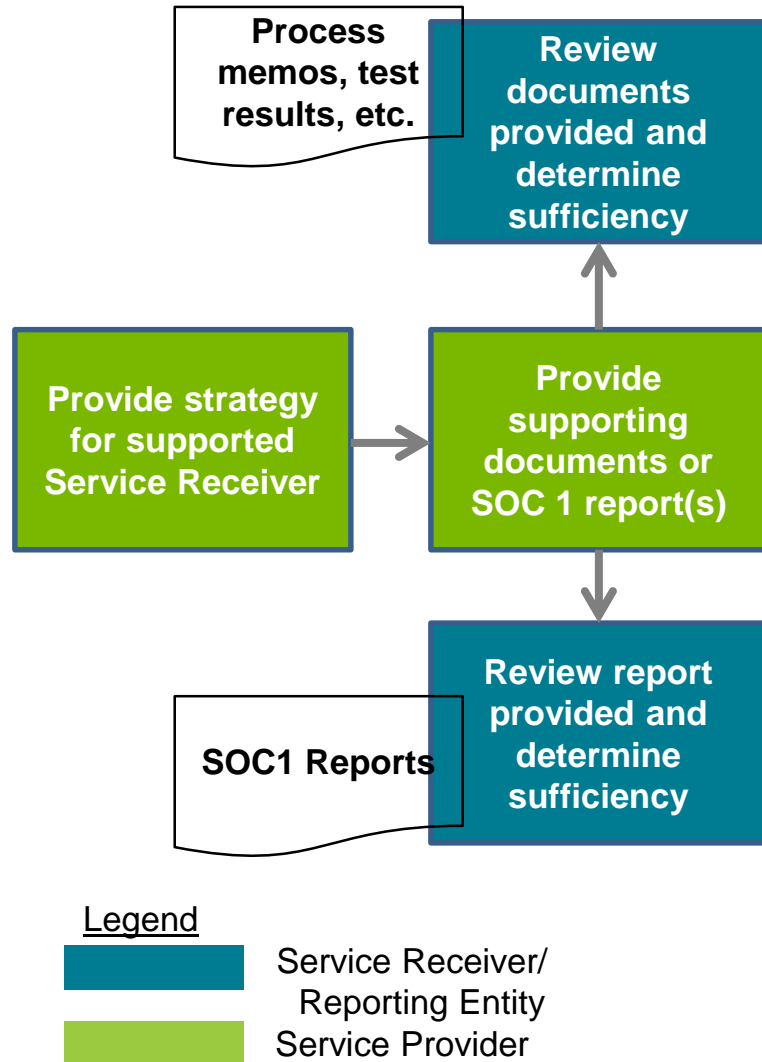 Process
memos, test
results, etc.
Review
documents
provided and
determine
sufficiency
Provide strategy
for supported
Service Receiver
Provide
supporting
documents or
SOC 1 report(s)
Review report
provided and
determine
sufficiency
SOC1 Reports
Legend
Service Receiver/
Reporting Entity
Service Provider